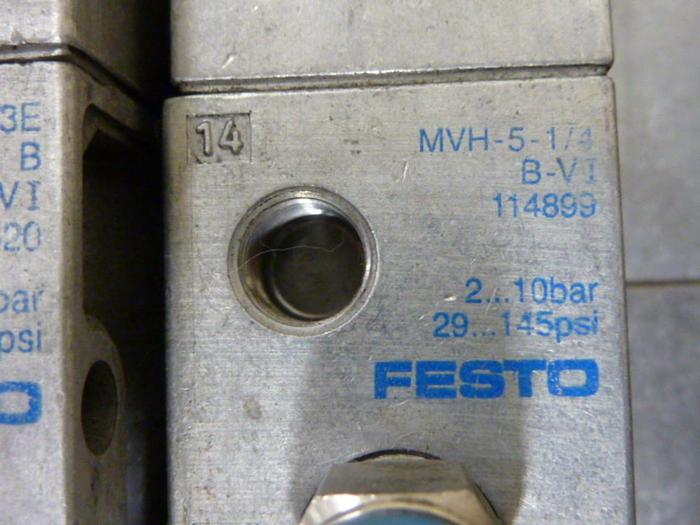 3E
B
VI
20
bar
psi
O
14
MVH-5-1/4
B-VI
114899
2...10bar
29...145psi
FESTO